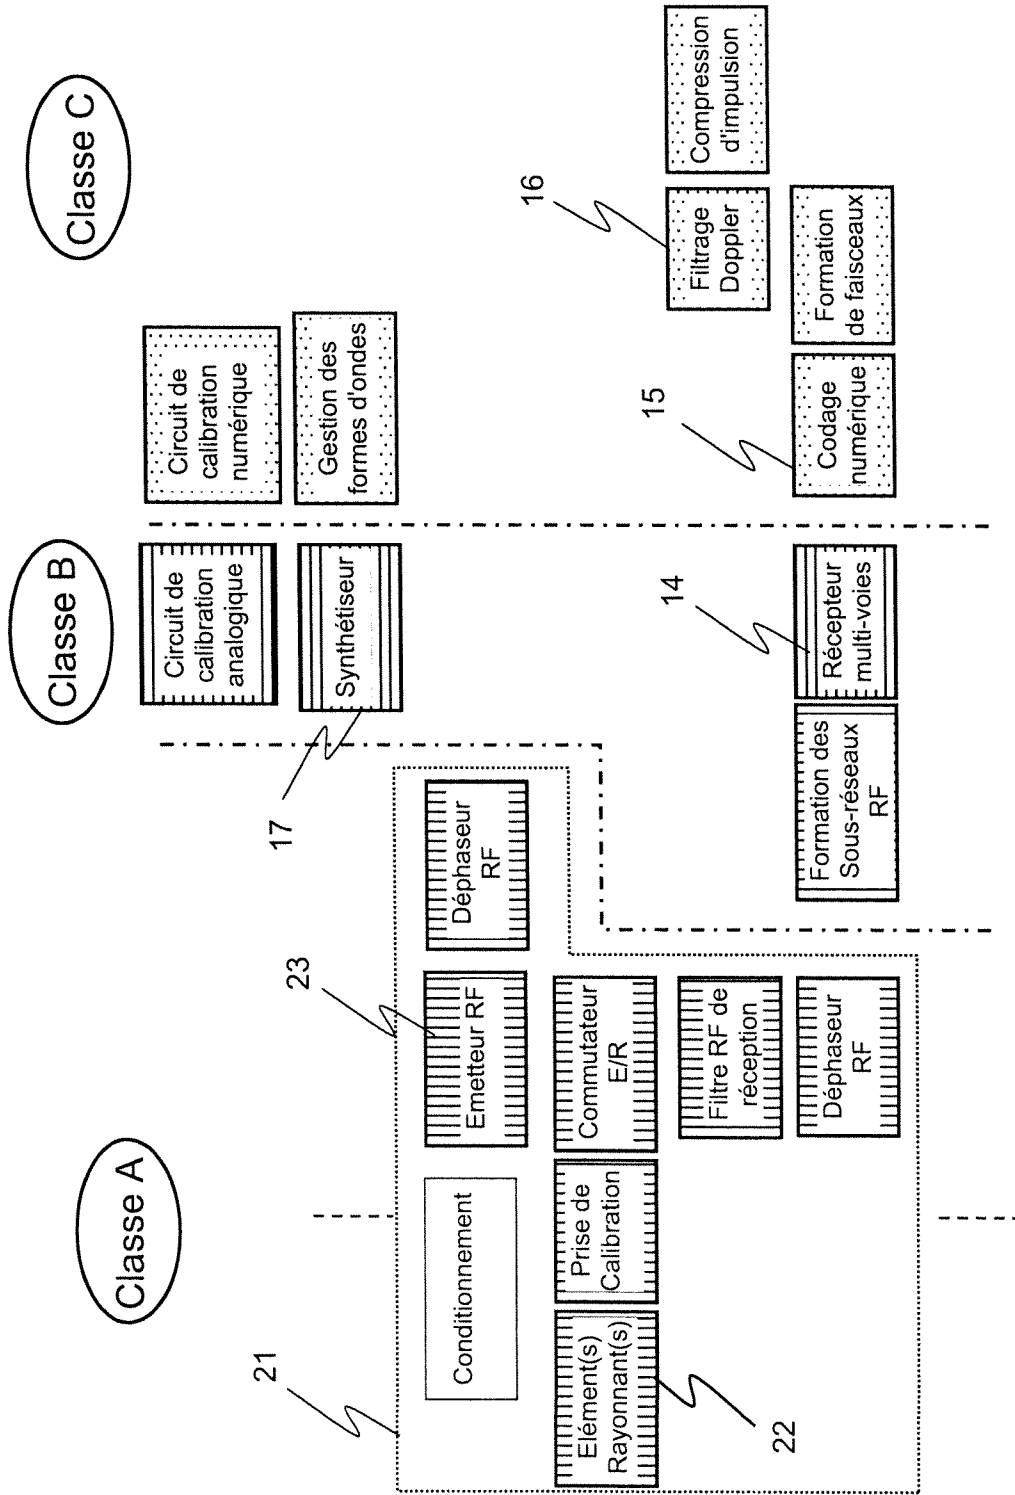 Classe A
Classe B
Classe C
21
Conditionnement
Elément(s)
Rayonnant(s)
22
Prise de
Calibration
23
Emetteur RF
Déphaseur
RF
Commutateur
E/R
Filtre RF de
réception
Déphaseur
RF
Circuit de
calibration
analogique
17
Synthétiseur
14
Formation des
Sous-réseaux
RF
Récepteur
multi-voies
Circuit de
calibration
numérique
Gestion des
formes d'ondes
15
Codage
numérique
Formation
de faisceaux
16
Filtrage
Doppler
Compression
d'impulsion